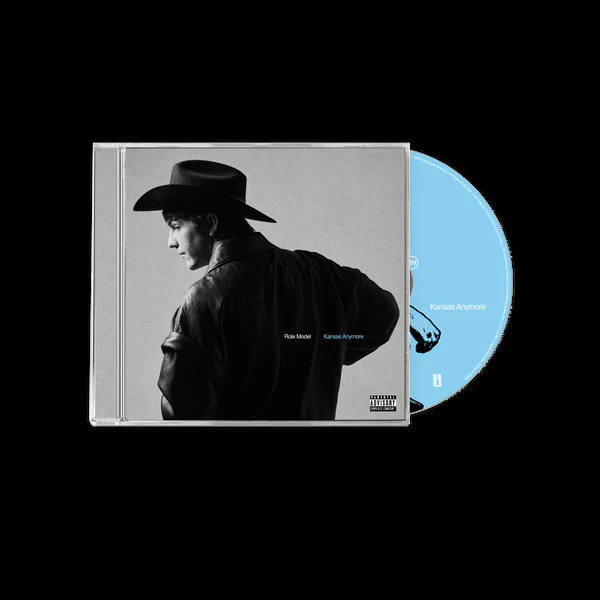 Role Model Kansas Anymore
Kansas Anymore
PARENTAL
ADVISORY
EXPLICIT CONTENT